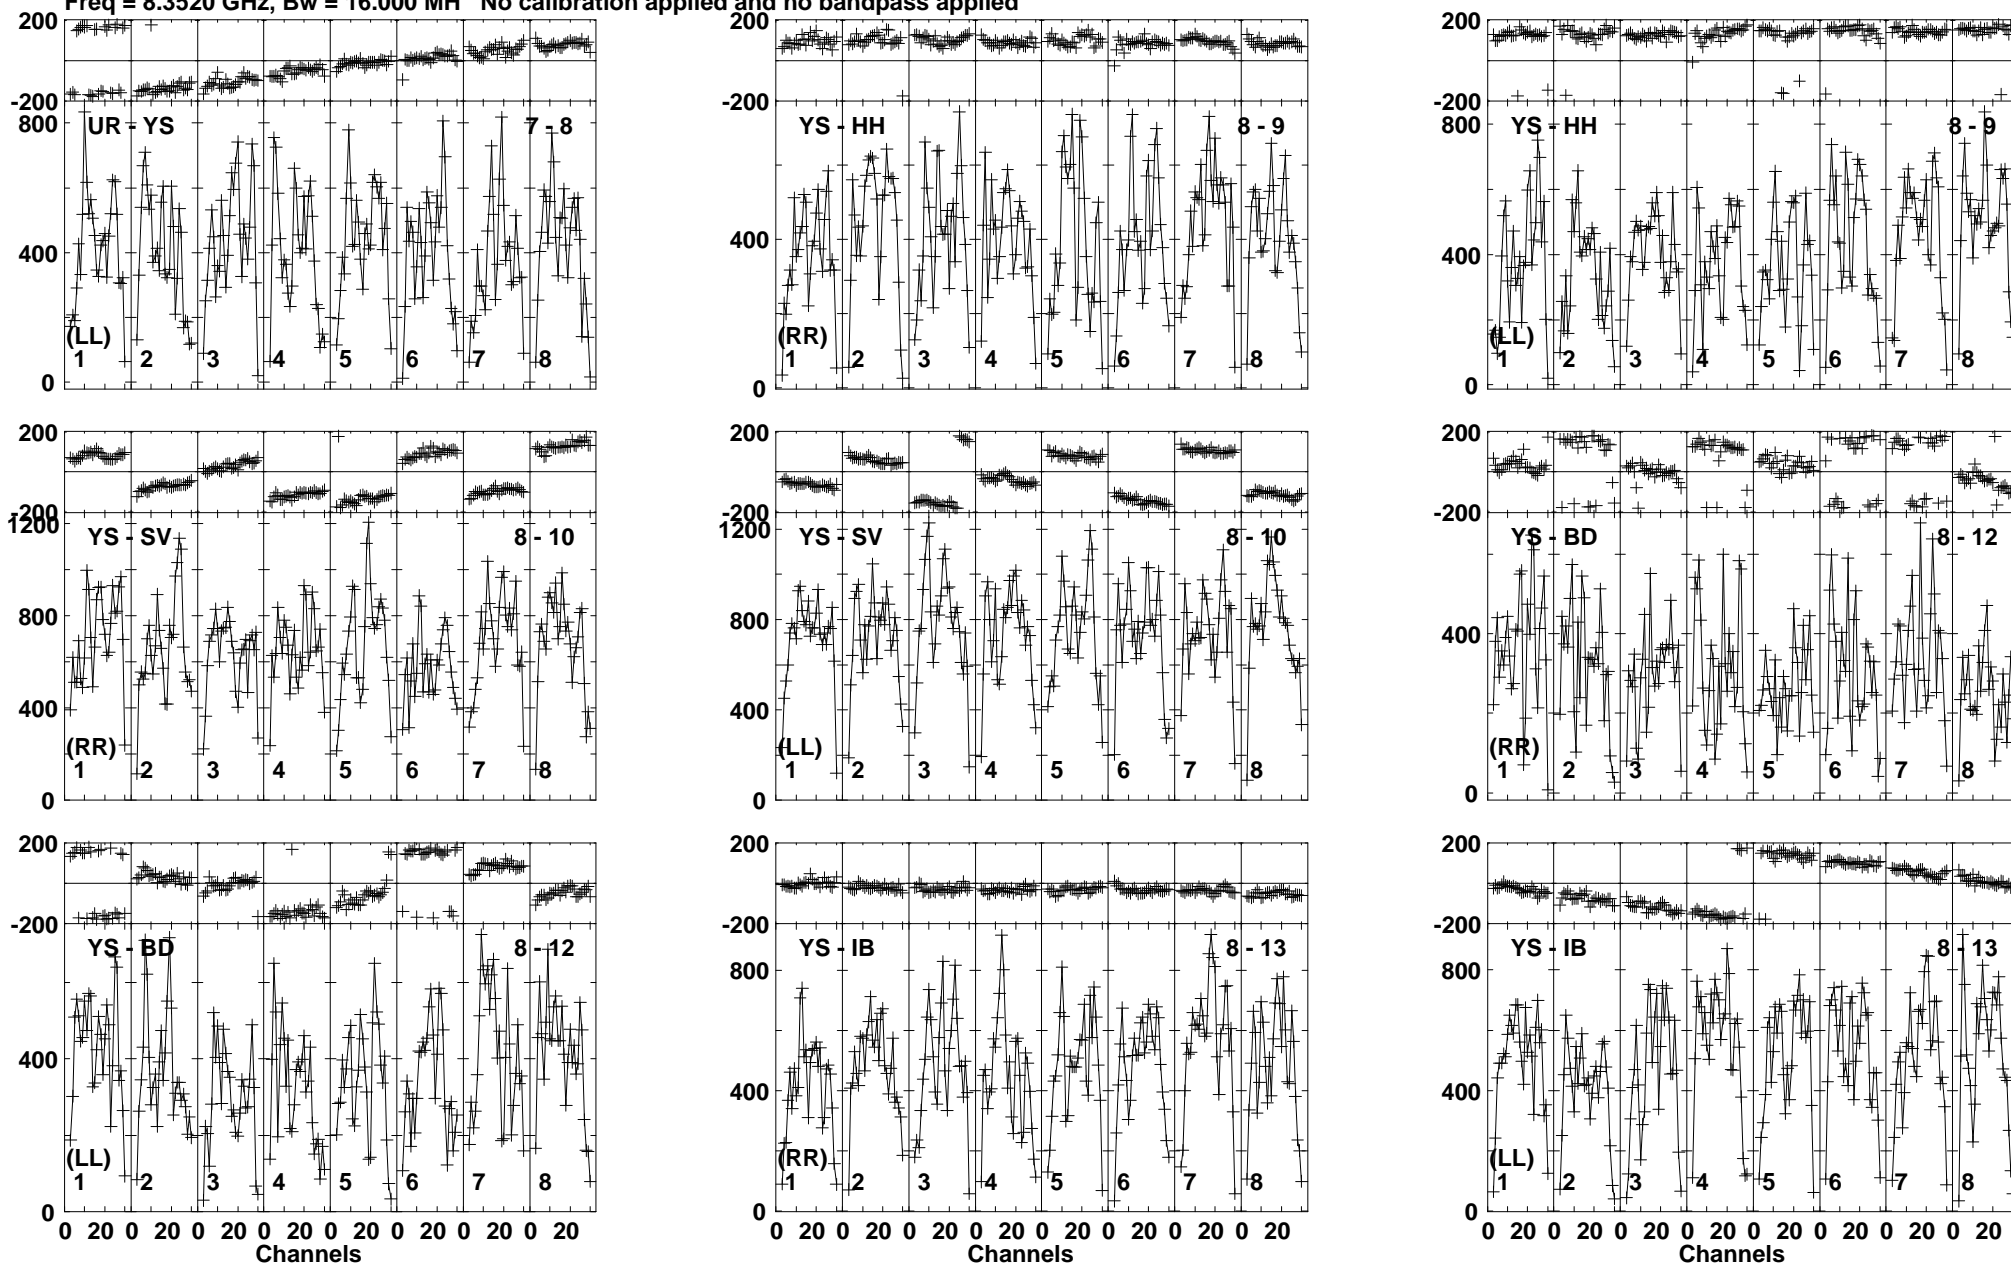 Freq = 8.3520 GHz, Bw = 16.000 MH No calibration applied and no bandpass applied
200 200 200
-200 -200 -200
800 UR - YS 7 - 8 YS - HH 8 - 9 800 YS - HH 8 - 9
400 400 400
(LL) (RR) (LL)
1 2 3 4 5 6 7 8 1 2 3 4 5 6 7 8 1 2 3 4 5 6 7 8
0 0 0
200 200 200
-200 -200 -200
1200 YS - SV 8 - 10 1200 YS - SV 8 - 10 YS - BD 8 - 12
800 800
400 400 400
(RR) (LL) (RR)
1 2 3 4 5 6 7 8 1 2 3 4 5 6 7 8 1 2 3 4 5 6 7 8
0 0 0
200 200 200
-200 -200 -200
YS - BD 8 - 12 800 YS - IB 8 - 13 800 YS - IB 8 - 13
400 400 400
(LL) (RR) (LL)
1 2 3 4 5 6 7 8 1 2 3 4 5 6 7 8 1 2 3 4 5 6 7 8
0 0 0
0 20 0 20 0 20 0 20 0 20 0 20 0 20 0 20 0 20 0 20 0 20 0 20 0 20 0 20 0 20 0 20 0 20 0 20 0 20 0 20 0 20 0 20 0 20 0 20
Channels Channels Channels